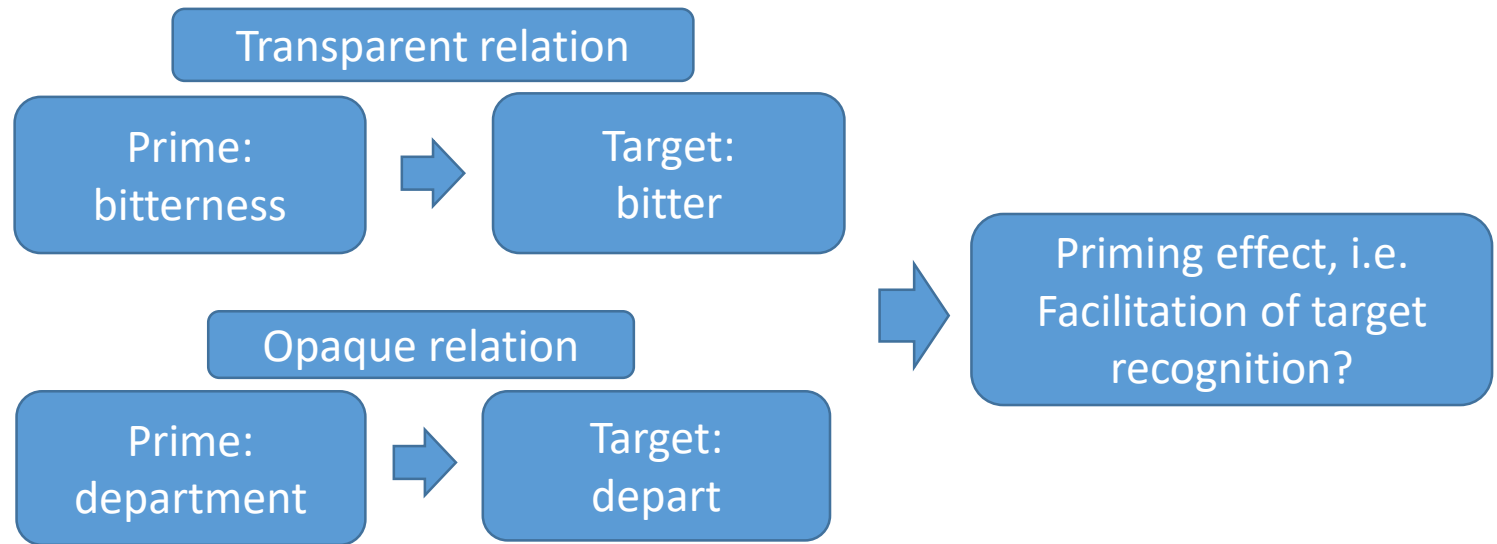 Transparent relation
Prime:
bitterness
Target:
bitter
Opaque relation
Prime:
department
Target:
depart
Priming effect, i.e.
Facilitation of target
recognition?